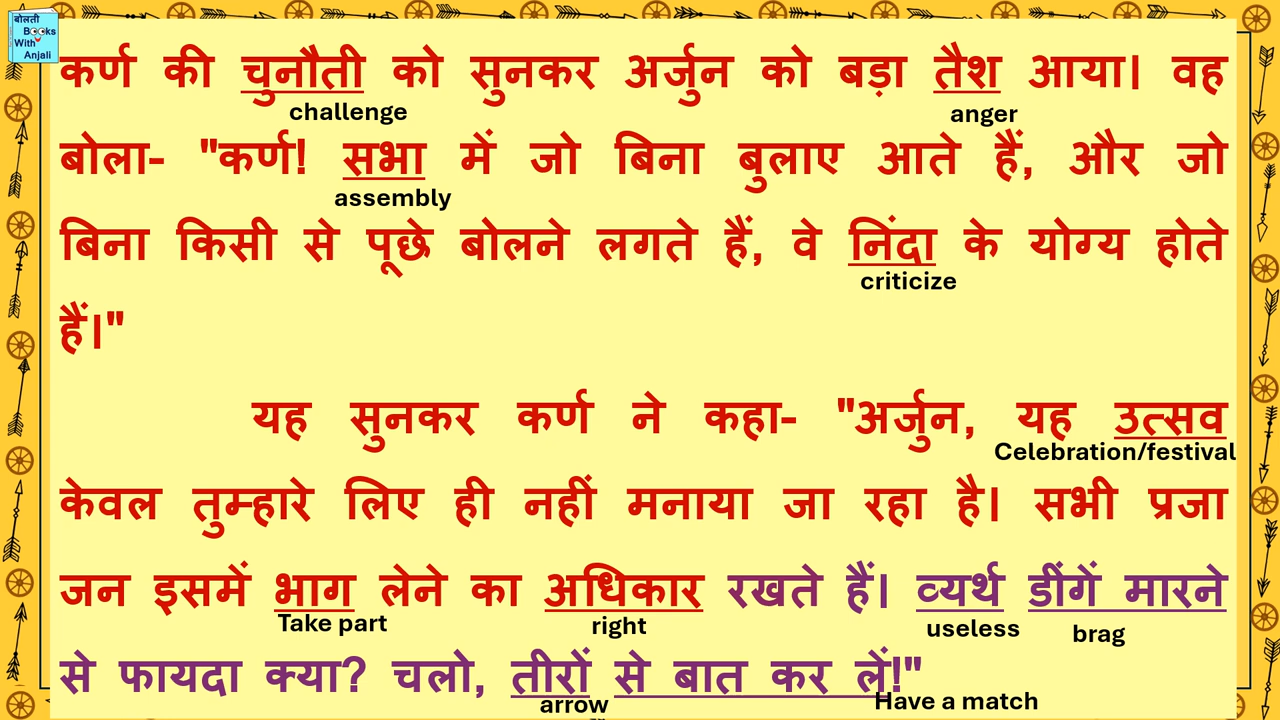 बोलती
Books
With
Anjali
कर्ण की चुनौती को सुनकर अर्जुन को बड़ा तैश आया। वह
challenge anger
बोला- "कर्ण! सभा में जो बिना बुलाए आते हैं, और जो
assembly
बिना किसी से पूछे बोलने लगते हैं, वे निंदा के योग्य होते
criticize
हैं।"
यह सुनकर कर्ण ने कहा- "अर्जुन, यह उत्सव
Celebration/festival
केवल तुम्हारे लिए ही नहीं मनाया जा रहा है। सभी प्रजा
जन इसमें भाग लेने का अधिकार रखते हैं। व्यर्थ डींगें मारने
Take part right useless brag
से फायदा क्या? चलो, तीरों से बात कर लें!"
arrow Have a match